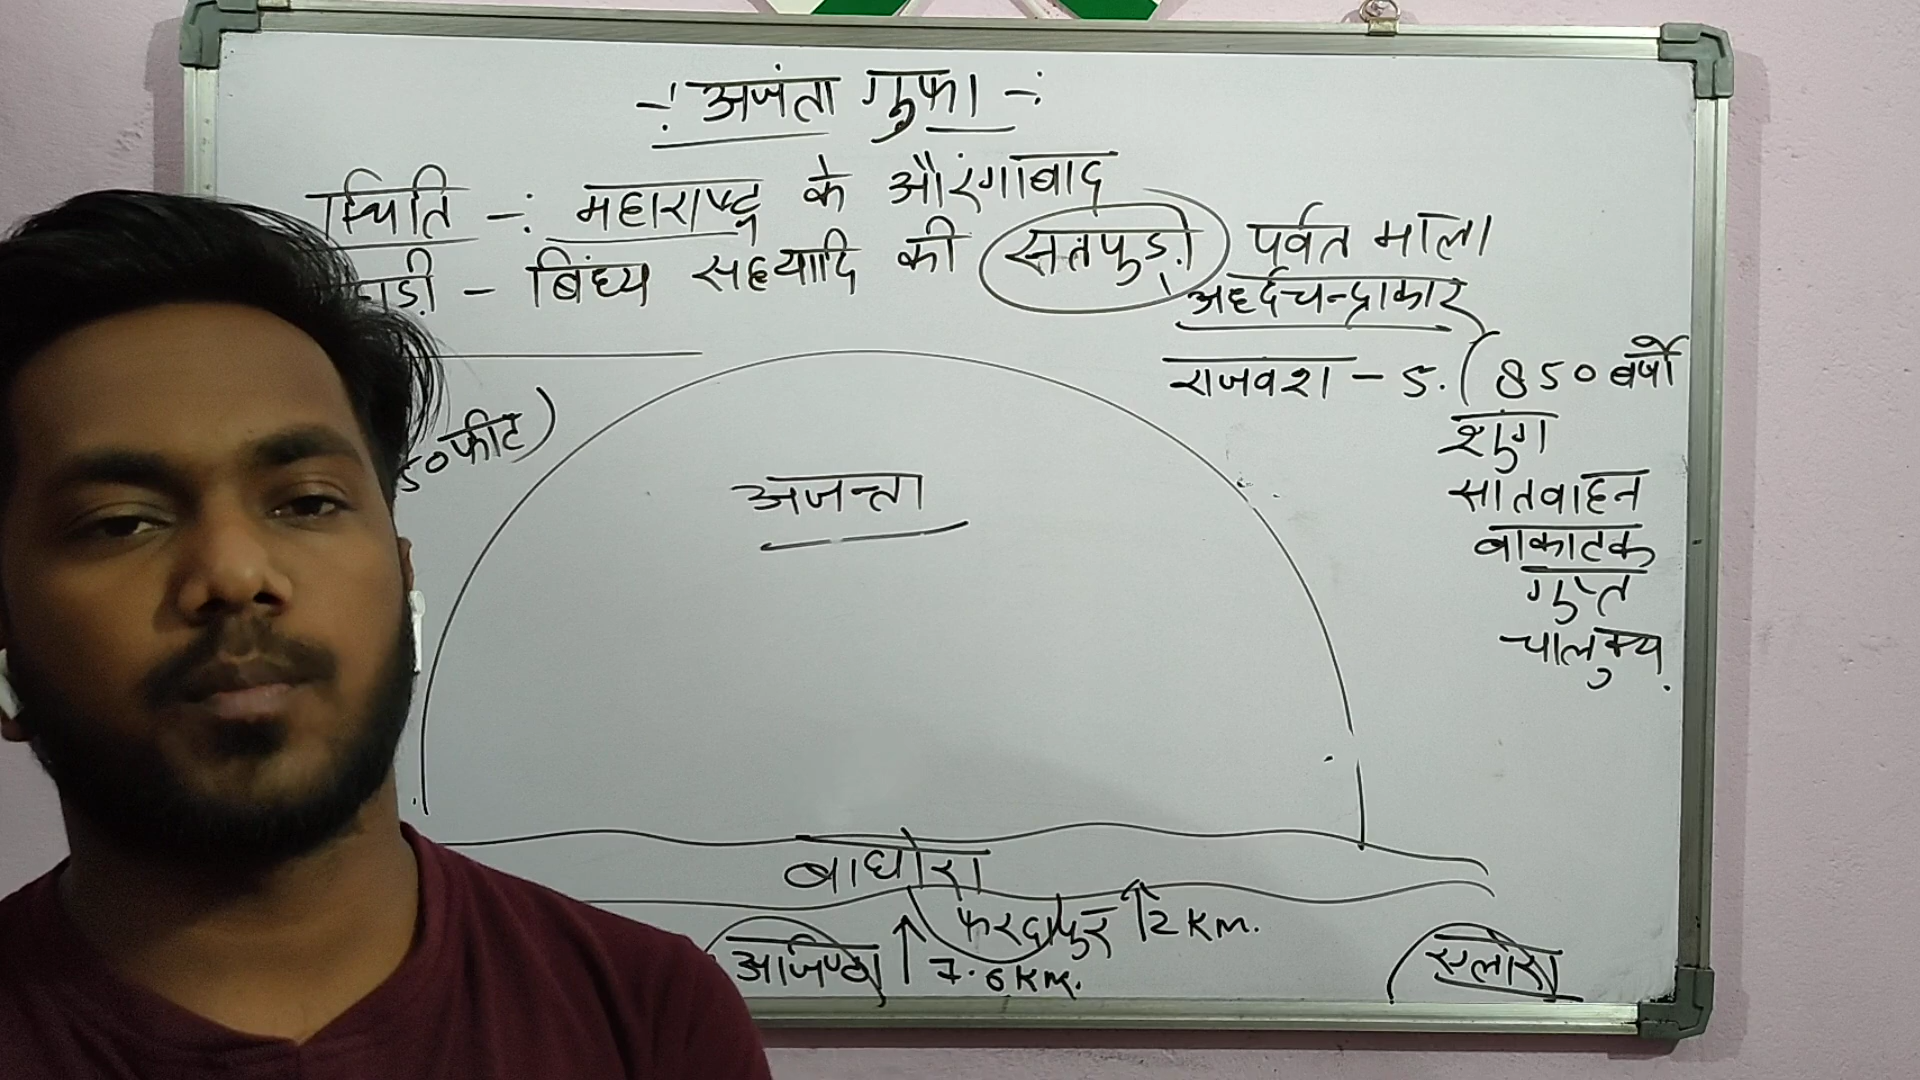 -: अजंता गुफा -:
स्थिति -: महाराष्ट्र के औरंगाबाद
बिंध्य सहयाद्रि की सतपुड़ा पर्वत माला
अर्द्धचन्द्राकार
राजवंश - 5. ( 850 वर्षो
शुंग
सातवाहन
बाकाटक
गुप्त
चालुक्य.
फीट)
अजन्ता
बाघोरा
फरदापुर ↑ 2 KM.
अजिण्ठा ↑ 7.6 KM.
एलोरा